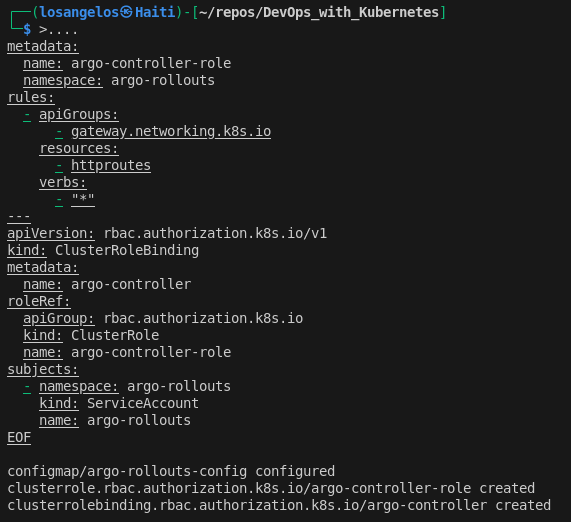 (losangelos㉿Haiti)-[~/repos/DevOps_with_Kubernetes]
$ >....
metadata:
  name: argo-controller-role
  namespace: argo-rollouts
rules:
  - apiGroups:
      - gateway.networking.k8s.io
    resources:
      - httproutes
    verbs:
      - "*"
---
apiVersion: rbac.authorization.k8s.io/v1
kind: ClusterRoleBinding
metadata:
  name: argo-controller
roleRef:
  apiGroup: rbac.authorization.k8s.io
  kind: ClusterRole
  name: argo-controller-role
subjects:
  - namespace: argo-rollouts
    kind: ServiceAccount
    name: argo-rollouts
EOF

configmap/argo-rollouts-config configured
clusterrole.rbac.authorization.k8s.io/argo-controller-role created
clusterrolebinding.rbac.authorization.k8s.io/argo-controller created